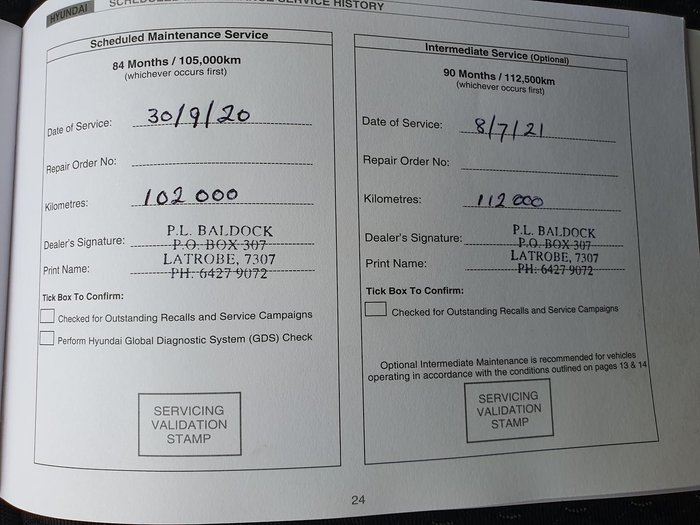 HYUNDAI
SERVICE HISTORY
Scheduled Maintenance Service
84 Months / 105,000km
(whichever occurs first)
Date of Service: 30/9/20
Repair Order No:
Kilometres: 102 000
Dealer's Signature: P.L. BALDOCK
P.O. BOX 307
Print Name: LATROBE, 7307
PH: 6427 9072
Tick Box To Confirm:
Checked for Outstanding Recalls and Service Campaigns
Perform Hyundai Global Diagnostic System (GDS) Check
SERVICING
VALIDATION
STAMP
Intermediate Service (Optional)
90 Months / 112,500km
(whichever occurs first)
Date of Service: 8/7/21
Repair Order No:
Kilometres: 112 000
Dealer's Signature: P.L. BALDOCK
P.O. BOX 307
Print Name: LATROBE, 7307
PH: 6427 9072
Tick Box To Confirm:
Checked for Outstanding Recalls and Service Campaigns
Optional Intermediate Maintenance is recommended for vehicles
operating in accordance with the conditions outlined on pages 13 & 14
SERVICING
VALIDATION
STAMP
24